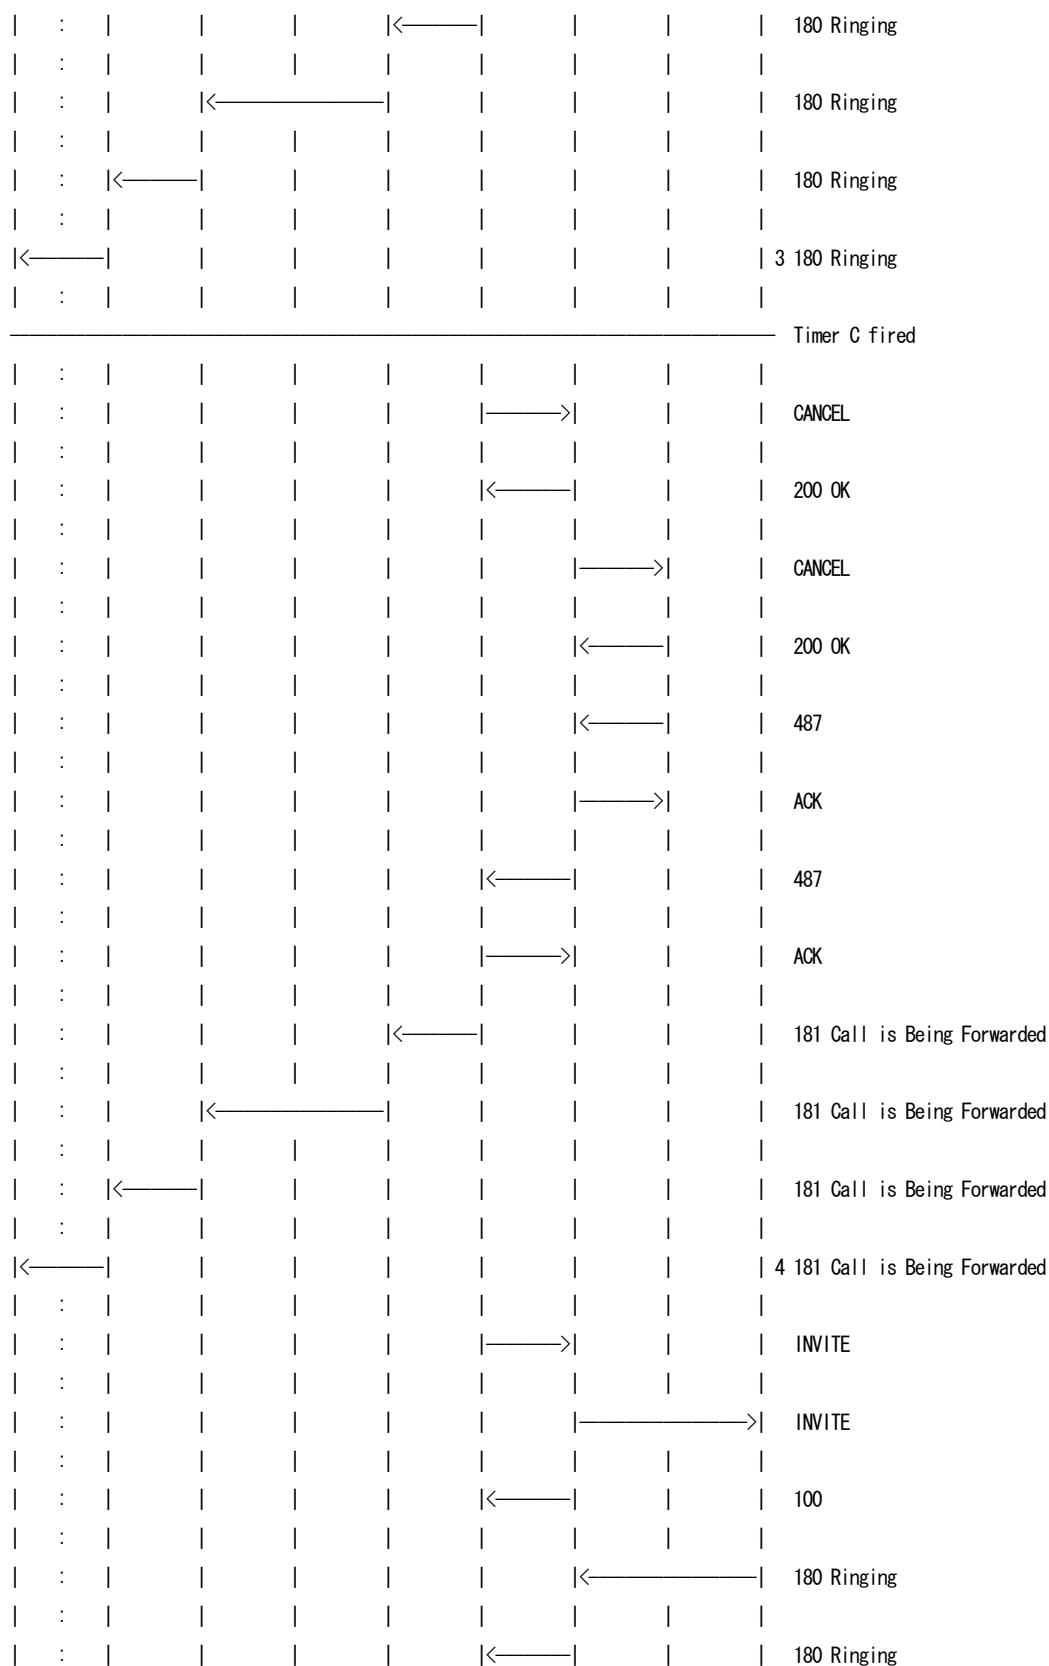 180 Ringing
180 Ringing
180 Ringing
3 180 Ringing
Timer C fired
CANCEL
200 OK
CANCEL
200 OK
487
ACK
487
ACK
181 Call is Being Forwarded
181 Call is Being Forwarded
181 Call is Being Forwarded
4 181 Call is Being Forwarded
INVITE
INVITE
100
180 Ringing
180 Ringing